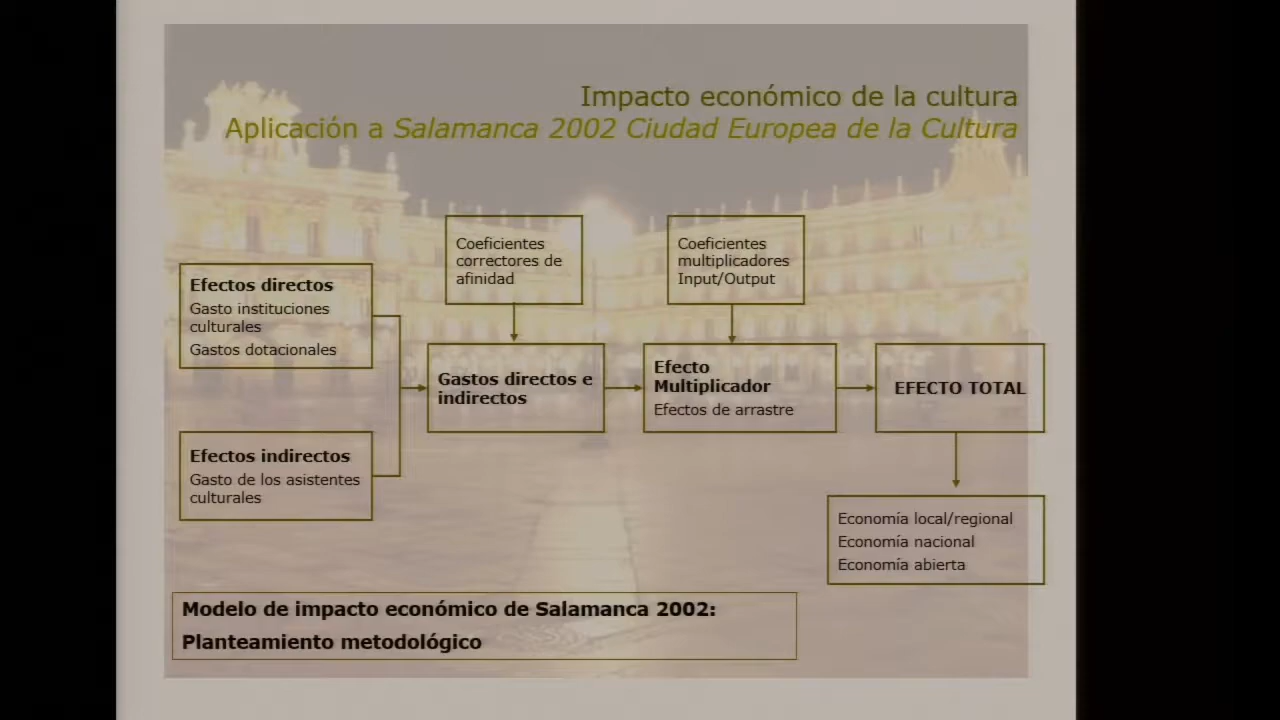 Impacto económico de la cultura
Aplicación a Salamanca 2002 Ciudad Europea de la Cultura
Coeficientes
correctores de
afinidad
Coeficientes
multiplicadores
Input/Output
Efectos directos
Gasto instituciones
culturales
Gastos dotacionales
Gastos directos e
indirectos
Efecto
Multiplicador
Efectos de arrastre
EFECTO TOTAL
Efectos indirectos
Gasto de los asistentes
culturales
Economía local/regional
Economía nacional
Economía abierta
Modelo de impacto económico de Salamanca 2002:
Planteamiento metodológico